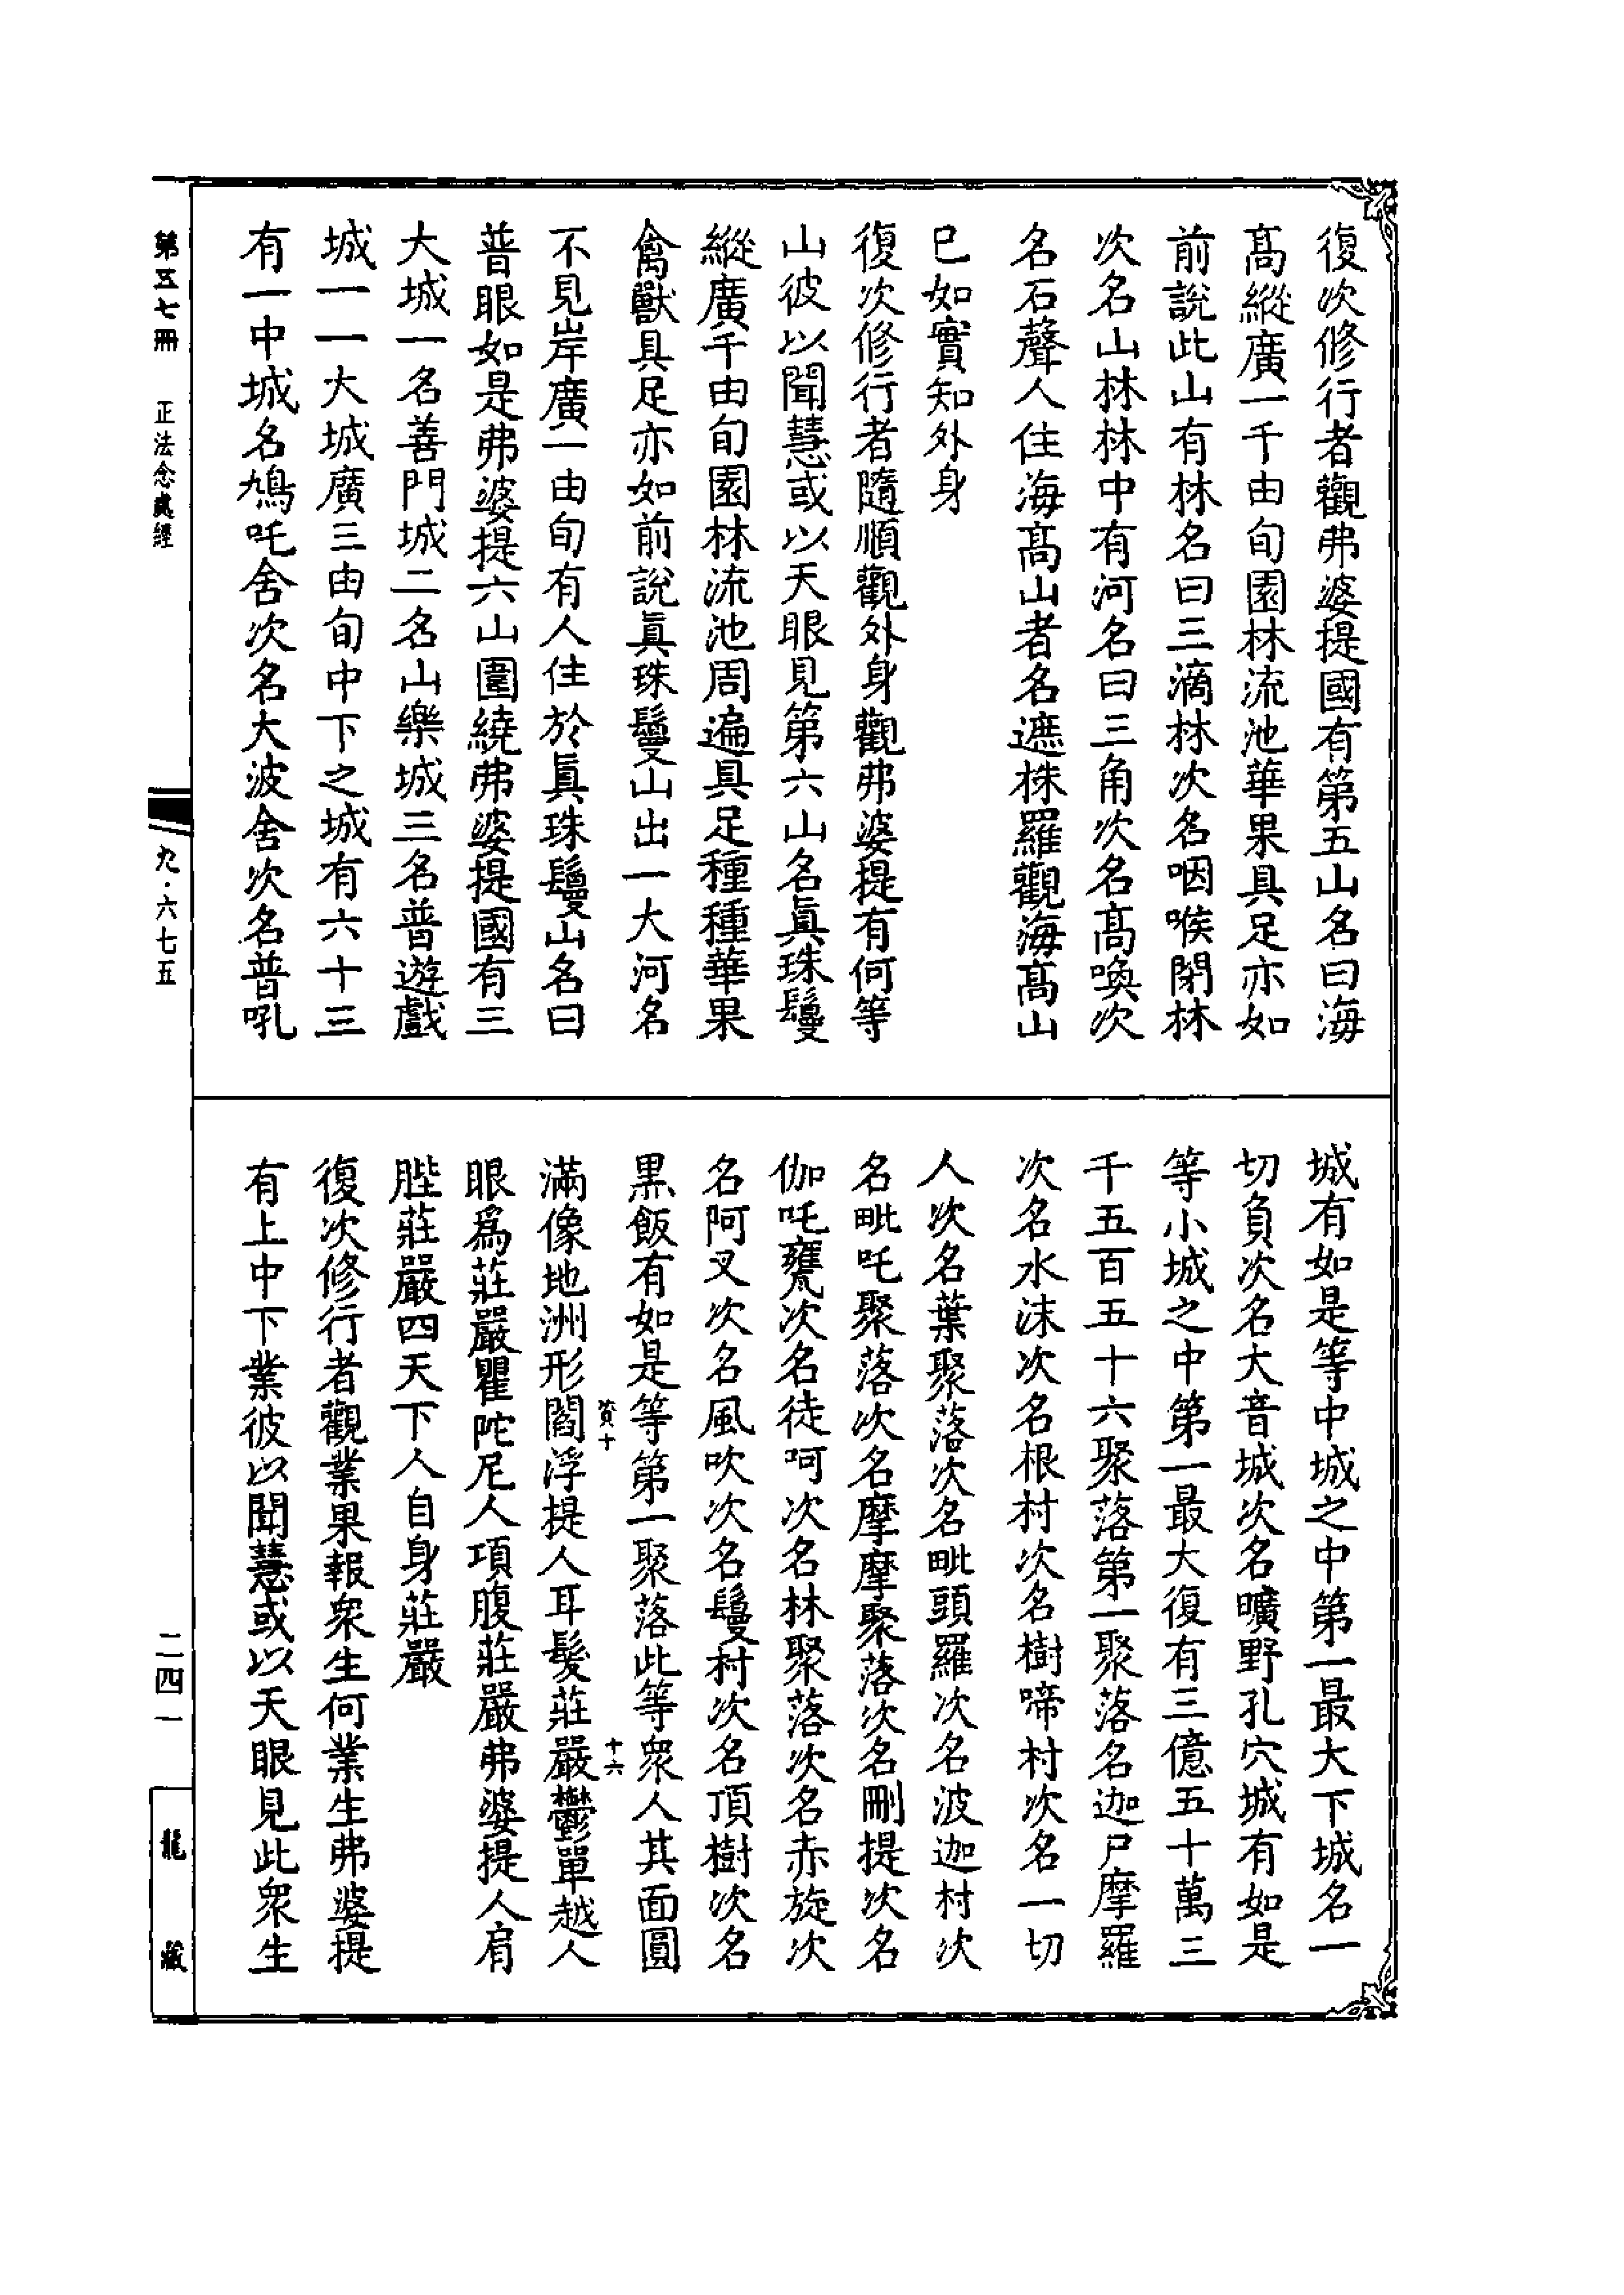 復次修行者觀弗婆提國有第五山名曰海
高縱廣一千由旬園林流池華果具足亦如
前說此山有林名曰三滴林次名咽喉閉林
次名山林林中有河名曰三角次名高喚次
名石聲人住海高山者名遮株羅觀海高山
已如實知外身
復次修行者隨順觀外身觀弗婆提有何等
山彼以聞慧或以天眼見第六山名真珠鬘
縱廣千由旬園林流池周遍具足種種華果
禽獸具足亦如前說真珠鬘山出一大河名
不見岸廣一由旬有人住於真珠鬘山名曰
普眼如是弗婆提六山圍繞弗婆提國有三
大城一名善門城二名山樂城三名普遊戲
城一一大城廣三由旬中下之城有六十三
有一中城名鳩吒舍次名大波舍次名普吼
城有如是等中城之中第一最大下城名一
切負次名大音城次名曠野孔穴城有如是
等小城之中第一最大復有三億五十萬三
千五百五十六聚落第一聚落名迦尸摩羅
次名水沫次名根村次名樹啼村次名一切
人次名葉聚落次名毗頭羅次名波迦村次
名毗吒聚落次名摩摩聚落次名刪提次名
伽吒甕次名徒呵次名林聚落次名赤旋次
名阿叉次名風吹次名鬘村次名頂樹次名
黑飯有如是等第一聚落此等眾人其面圓
資十
十六
滿像地洲形閻浮提人耳髮莊嚴鬱單越人
眼為莊嚴瞿陀尼人項腹莊嚴弗婆提人肩
䏶莊嚴四天下人自身莊嚴
復次修行者觀業果報眾生何業生弗婆提
有上中下業彼以聞慧或以天眼見此眾生
第五七冊
正法念處經
九·六七五
二四一
龍藏